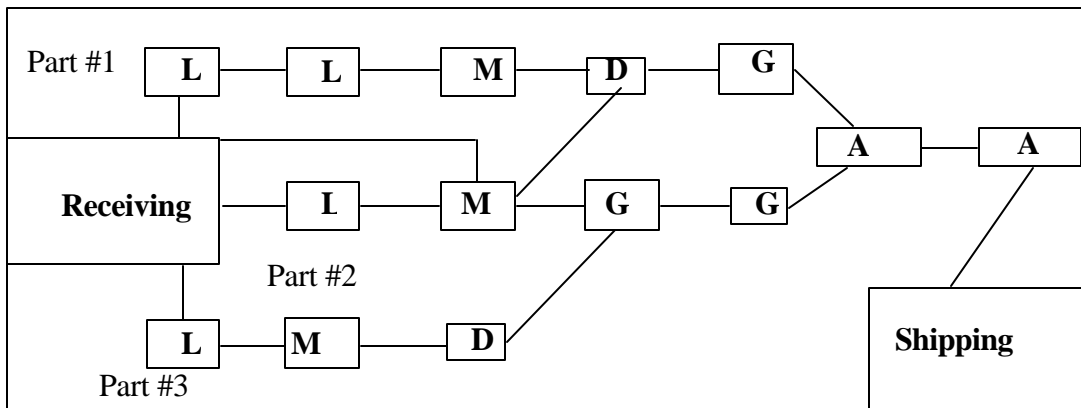 Part #1
L L M D G
A A
Receiving
L M G G
Part #2
L M D
Shipping
Part #3